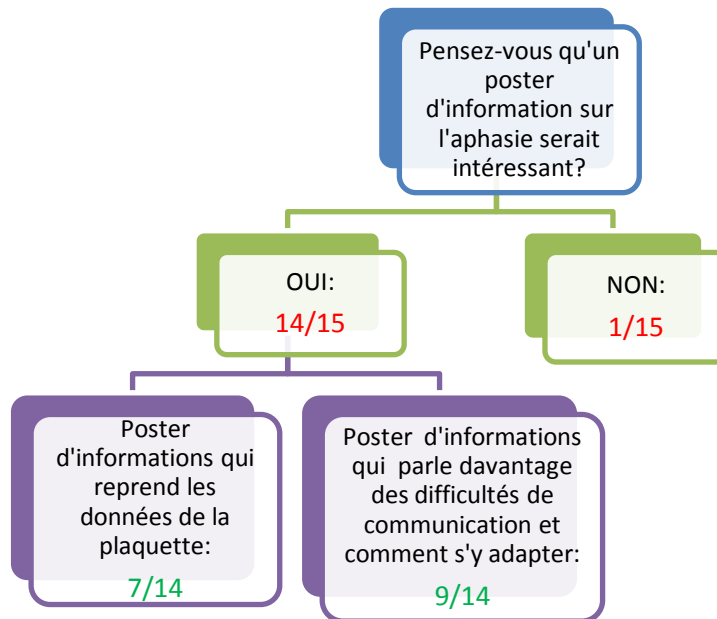 Pensez-vous qu'un
poster
d'information sur
l'aphasie serait
intéressant?
OUI:
14/15
NON:
1/15
Poster
d'informations qui
reprend les
données de la
plaquette:
7/14
Poster d'informations
qui parle davantage
des difficultés de
communication et
comment s'y adapter:
9/14